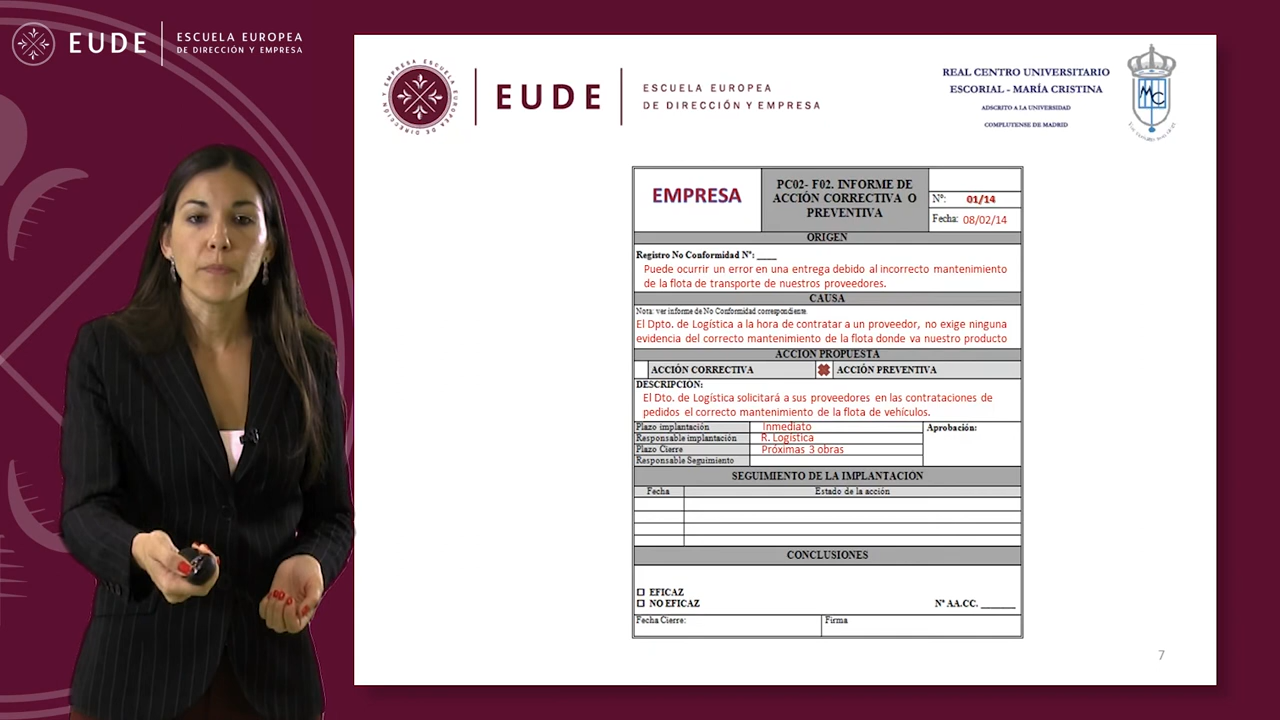 EUDE
ESCUELA EUROPEA
DE DIRECCIÓN Y EMPRESA
EUDE
ESCUELA EUROPEA
DE DIRECCIÓN Y EMPRESA
REAL CENTRO UNIVERSITARIO
ESCORIAL - MARÍA CRISTINA
ADSCRITO A LA UNIVERSIDAD
COMPLUTENSE DE MADRID
EMPRESA
PC02- F02. INFORME DE
ACCIÓN CORRECTIVA O
PREVENTIVA
Nº: 01/14
Fecha: 08/02/14
ORIGEN
Registro No Conformidad Nº: ____
Puede ocurrir un error en una entrega debido al incorrecto mantenimiento
de la flota de transporte de nuestros proveedores.
CAUSA
Nota: ver informe de No Conformidad correspondiente.
El Dpto. de Logística a la hora de contratar a un proveedor, no exige ninguna
evidencia del correcto mantenimiento de la flota donde va nuestro producto
ACCION PROPUESTA
ACCIÓN CORRECTIVA
ACCIÓN PREVENTIVA
DESCRIPCIÓN:
El Dto. de Logística solicitará a sus proveedores en las contrataciones de
pedidos el correcto mantenimiento de la flota de vehículos.
Plazo implantación Inmediato
Aprobación:
Responsable implantación R. Logística
Plazo Cierre Próximas 3 obras
Responsable Seguimiento
SEGUIMIENTO DE LA IMPLANTACIÓN
Fecha Estado de la acción
CONCLUSIONES
EFICAZ
NO EFICAZ
Nº AA.CC. ______
Fecha Cierre: Firma
7